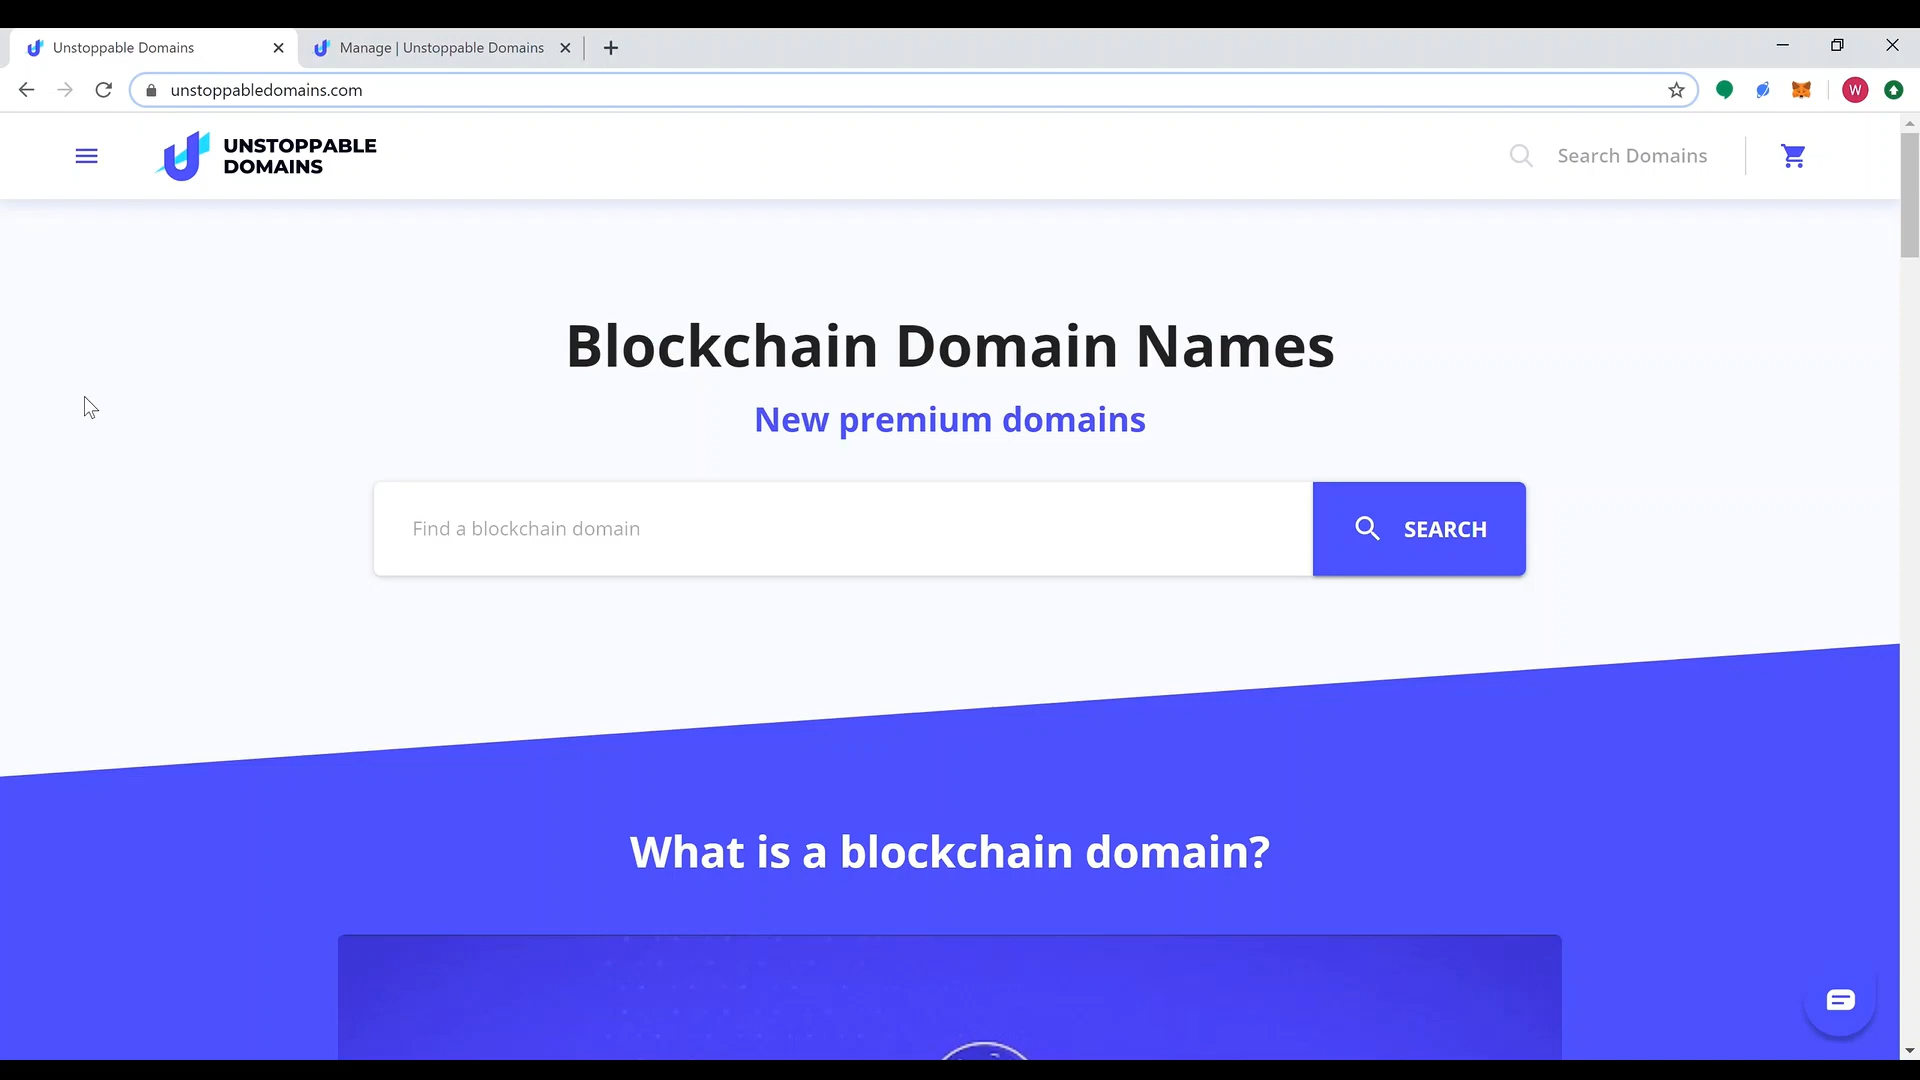 Unstoppable Domains
Manage | Unstoppable Domains
unstoppabledomains.com
W
UNSTOPPABLE
DOMAINS
Search Domains
Blockchain Domain Names
New premium domains
Find a blockchain domain
SEARCH
What is a blockchain domain?